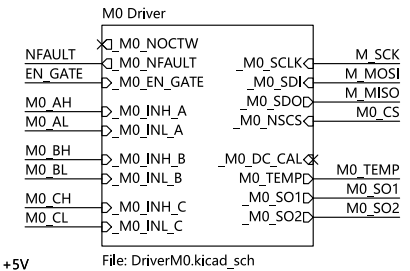 M0 Driver
_M0_NOCTW
NFAULT _M0_NFAULT _M0_SCLK M_SCK
EN_GATE _M0_EN_GATE _M0_SDI M_MOSI
_M0_SDO M_MISO
M0_AH _M0_INH_A _M0_NSCS M0_CS
M0_AL _M0_INL_A
M0_BH _M0_INH_B _M0_DC_CAL
M0_BL _M0_INL_B M0_TEMP M0_TEMP
_M0_SO1 M0_SO1
M0_CH _M0_INH_C _M0_SO2 M0_SO2
M0_CL _M0_INL_C
+5V File: DriverM0.kicad_sch